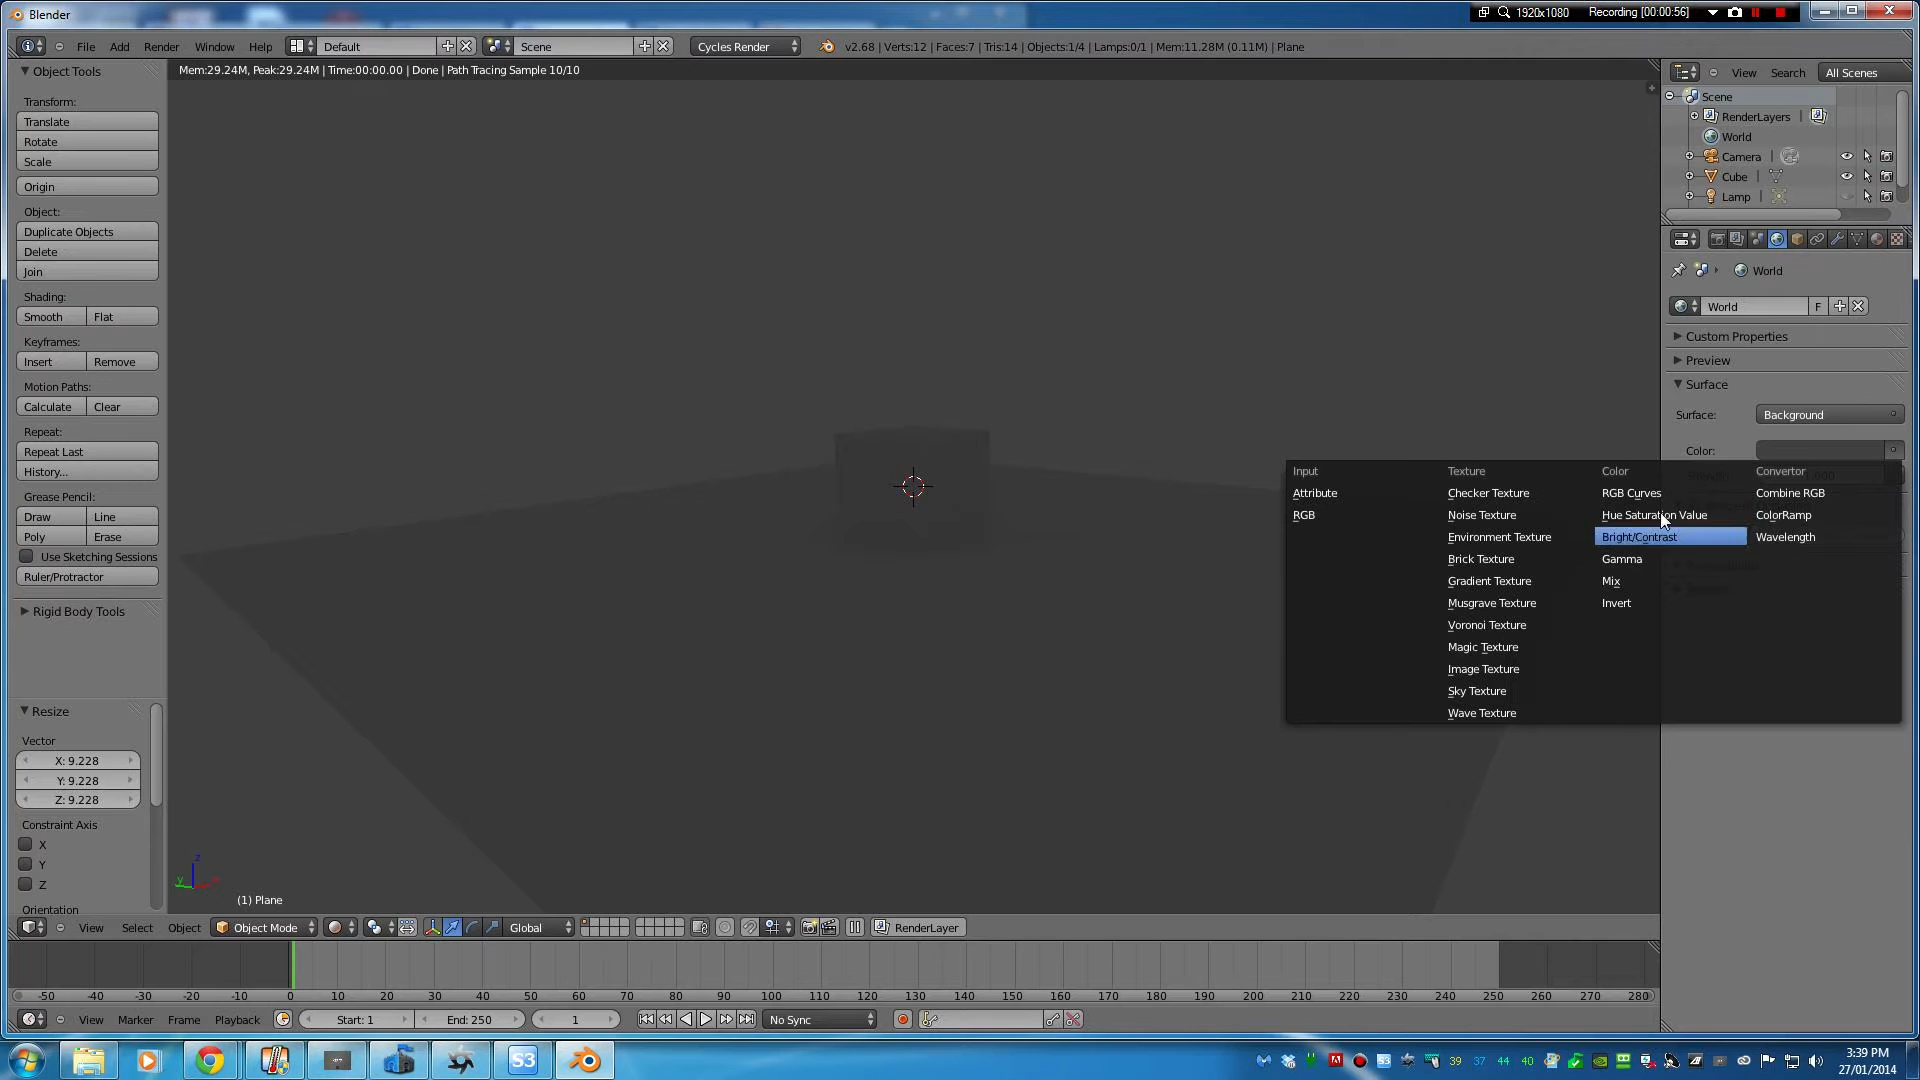 Blender
1920x1080 Recording [00:00:56]
File Add Render Window Help Default Scene Cycles Render v2.68 | Verts:12 | Faces:7 | Tris:14 | Objects:1/4 | Lamps:0/1 | Mem:11.28M (0.11M) | Plane
Mem:29.24M, Peak:29.24M | Time:00:00.00 | Done | Path Tracing Sample 10/10
Object Tools
Transform:
Translate
Rotate
Scale
Origin
Object:
Duplicate Objects
Delete
Join
Shading:
Smooth Flat
Keyframes:
Insert Remove
Motion Paths:
Calculate Clear
Repeat:
Repeat Last
History...
Grease Pencil:
Draw Line
Poly Erase
Use Sketching Sessions
Ruler/Protractor
Rigid Body Tools
Resize
Vector
X: 9.228
Y: 9.228
Z: 9.228
Constraint Axis
X
Y
Z
Orientation
z
y
(1) Plane
View Search All Scenes
Scene
RenderLayers |
World
Camera |
Cube |
Lamp |
World
World F
Custom Properties
Preview
Surface
Surface: Background
Color:
Input Texture Color Convertor
Attribute Checker Texture RGB Curves Combine RGB
RGB Noise Texture Hue Saturation Value ColorRamp
Environment Texture Bright/Contrast Wavelength
Brick Texture Gamma
Gradient Texture Mix
Musgrave Texture Invert
Voronoi Texture
Magic Texture
Image Texture
Sky Texture
Wave Texture
View Select Object Object Mode Global RenderLayer
-50 -40 -30 -20 -10 0 10 20 30 40 50 60 70 80 90 100 110 120 130 140 150 160 170 180 190 200 210 220 230 240 250 260 270 280
View Marker Frame Playback Start: 1 End: 250 1 No Sync
S3 S3 39 37 44 40 3:39 PM
27/01/2014